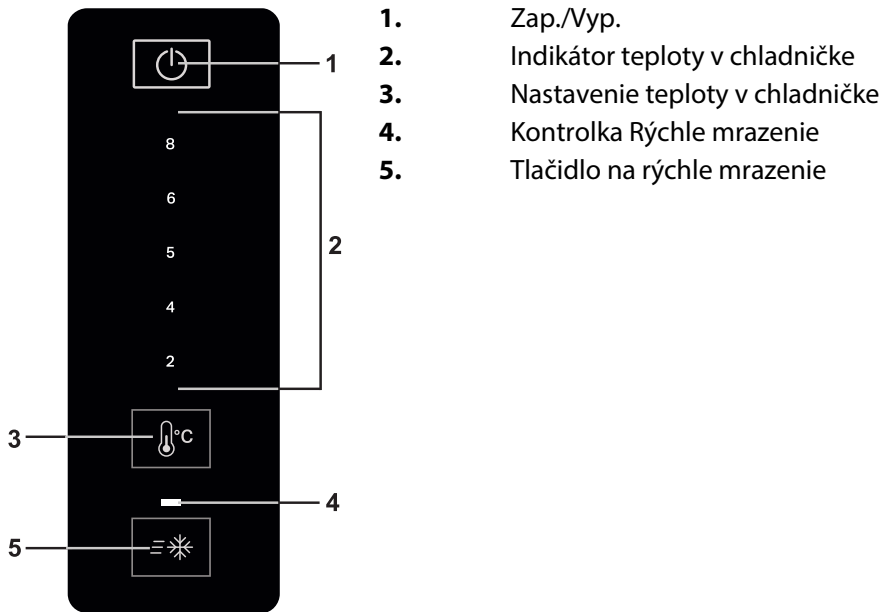 1. Zap./Vyp.
2. Indikátor teploty v chladničke
3. Nastavenie teploty v chladničke
4. Kontrolka Rýchle mrazenie
5. Tlačidlo na rýchle mrazenie
1
8
6
5
2
4
2
3
°C
4
5